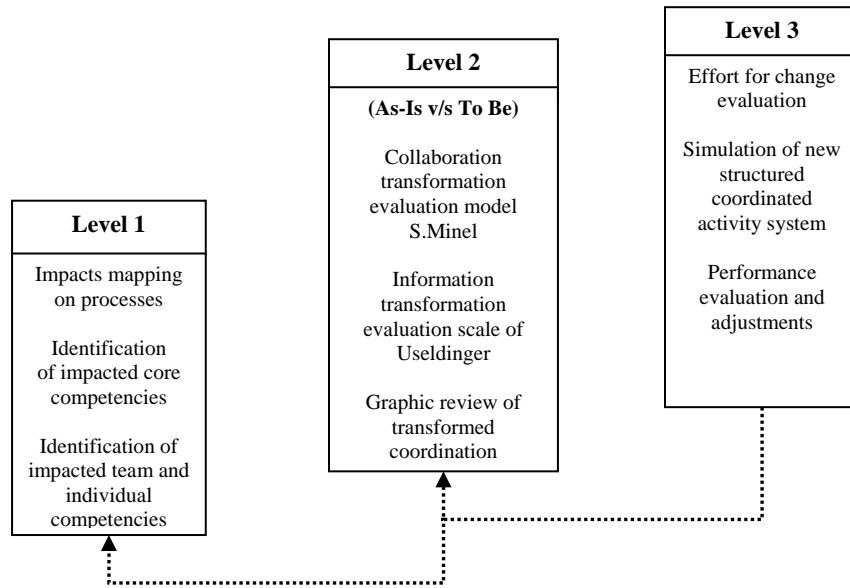 Level 1
Impacts mapping
on processes
Identification
of impacted core
competencies
Identification of
impacted team and
individual
competencies
Level 2
(As-Is v/s To Be)
Collaboration
transformation
evaluation model
S.Minel
Information
transformation
evaluation scale of
Useldinger
Graphic review of
transformed
coordination
Level 3
Effort for change
evaluation
Simulation of new
structured
coordinated
activity system
Performance
evaluation and
adjustments